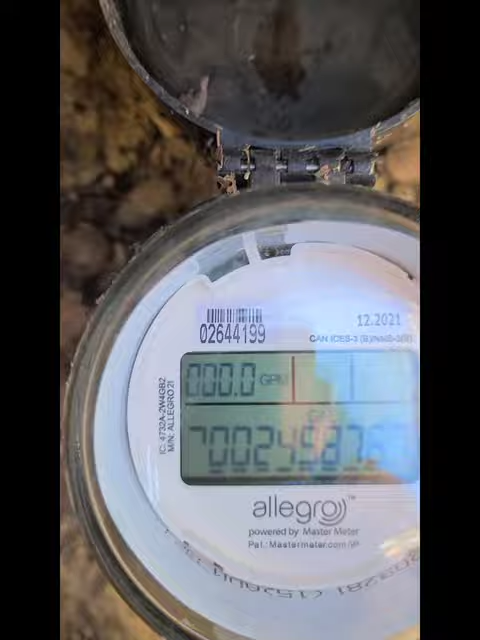 02644199
12.2021
CAN ICES-3 (B)/NMB-3(B)
IC: 4732A-2W4GB2
M/N: ALLEGRO21
000.0 GPM
allegro™
powered by Master Meter
Pat.: Mastermeter.com/IP